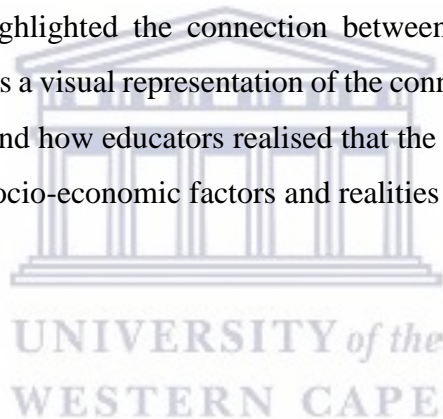 ghlighted the connection between
s a visual representation of the conn
nd how educators realised that the
ocio-economic factors and realities
UNIVERSITY of the
WESTERN CAPE